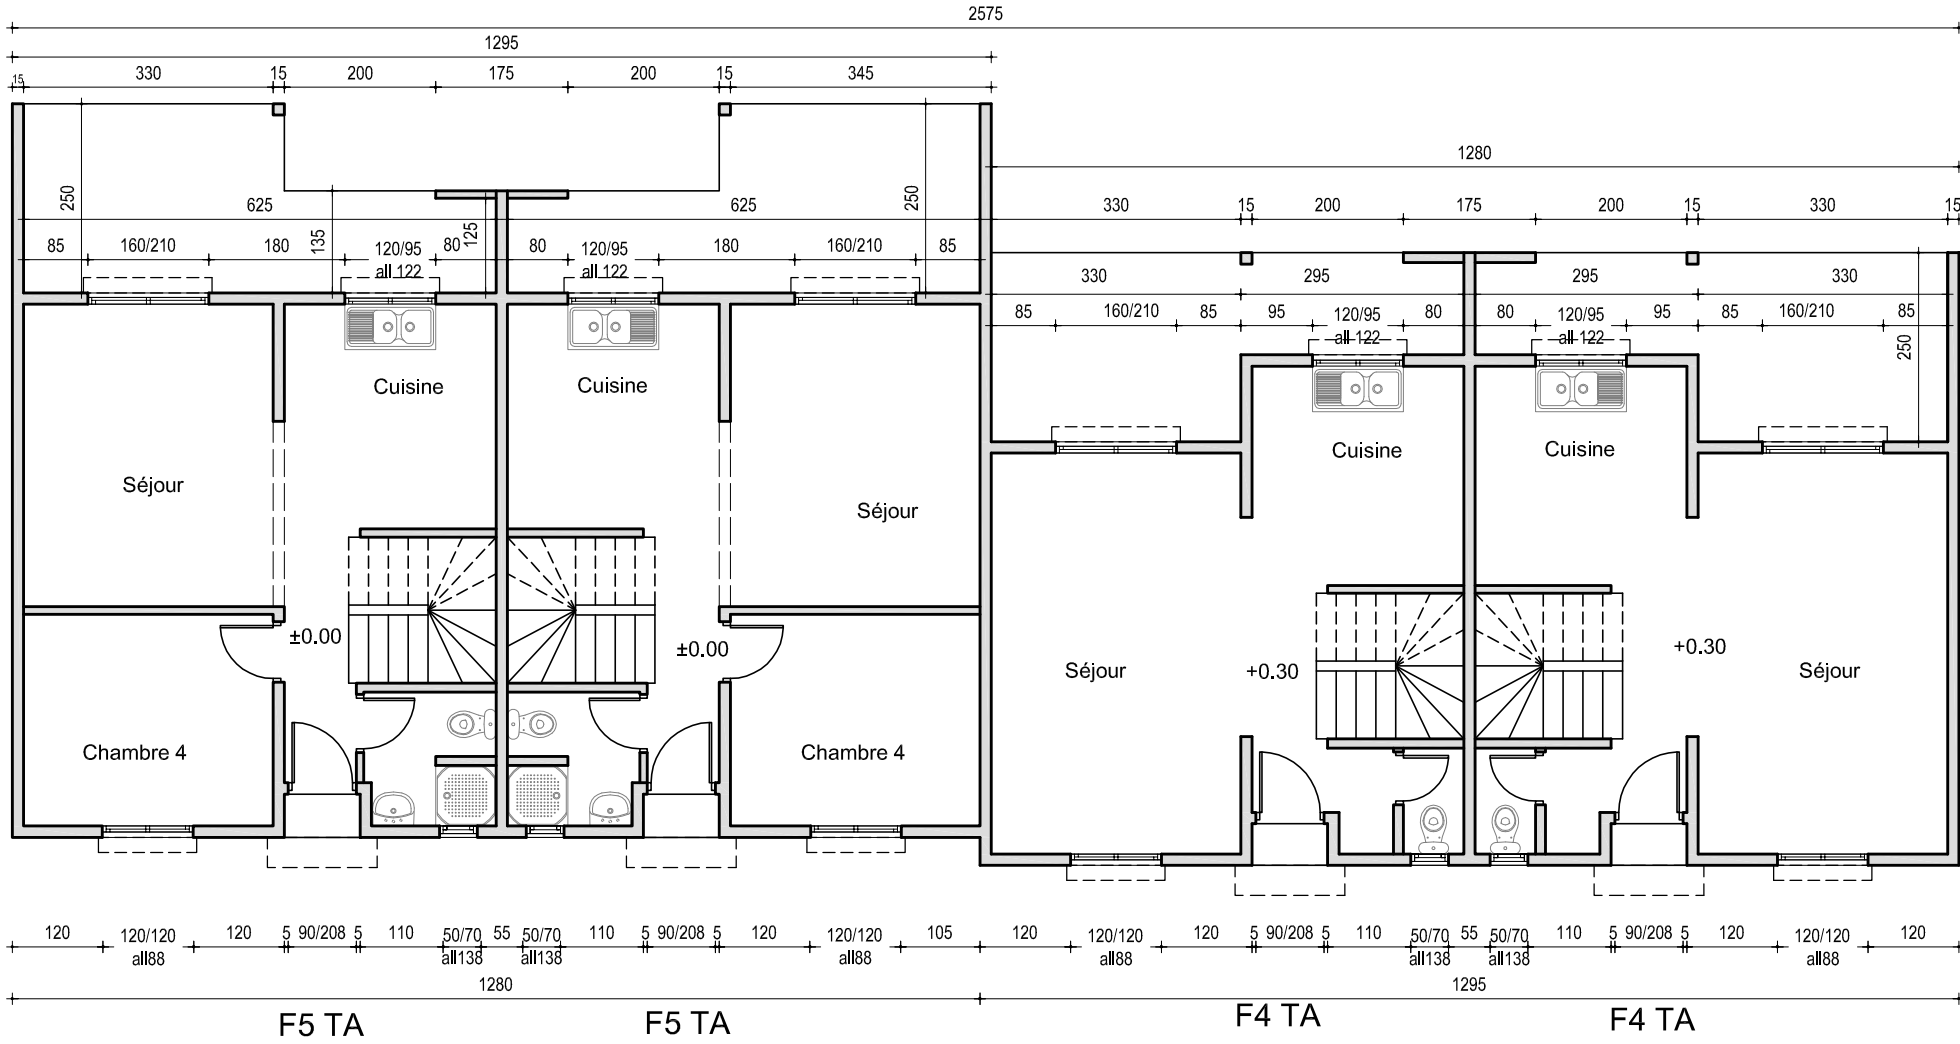 2575
1295
15 330 15 200 175 200 15 345
1280
250 625 625 250
330 15 200 175 200 15 330 15
135 125
85 160/210 180 120/95 80 80 120/95 180 160/210 85
all 122 all 122
330 295 295 330
85 160/210 85 95 120/95 80 80 120/95 95 85 160/210 85
all 122 all 122
250
Cuisine Cuisine
Cuisine Cuisine
Séjour
Séjour
±0.00 ±0.00
+0.30
Séjour +0.30 Séjour
Chambre 4 Chambre 4
120 120/120 120 5 90/208 5 110 50/70 55 50/70 110 5 90/208 5 120 120/120 105 120 120/120 120 5 90/208 5 110 50/70 55 50/70 110 5 90/208 5 120 120/120 120
all88 all138 all138 all88 all88 all138 all138 all88
1280 1295
F5 TA F5 TA F4 TA F4 TA